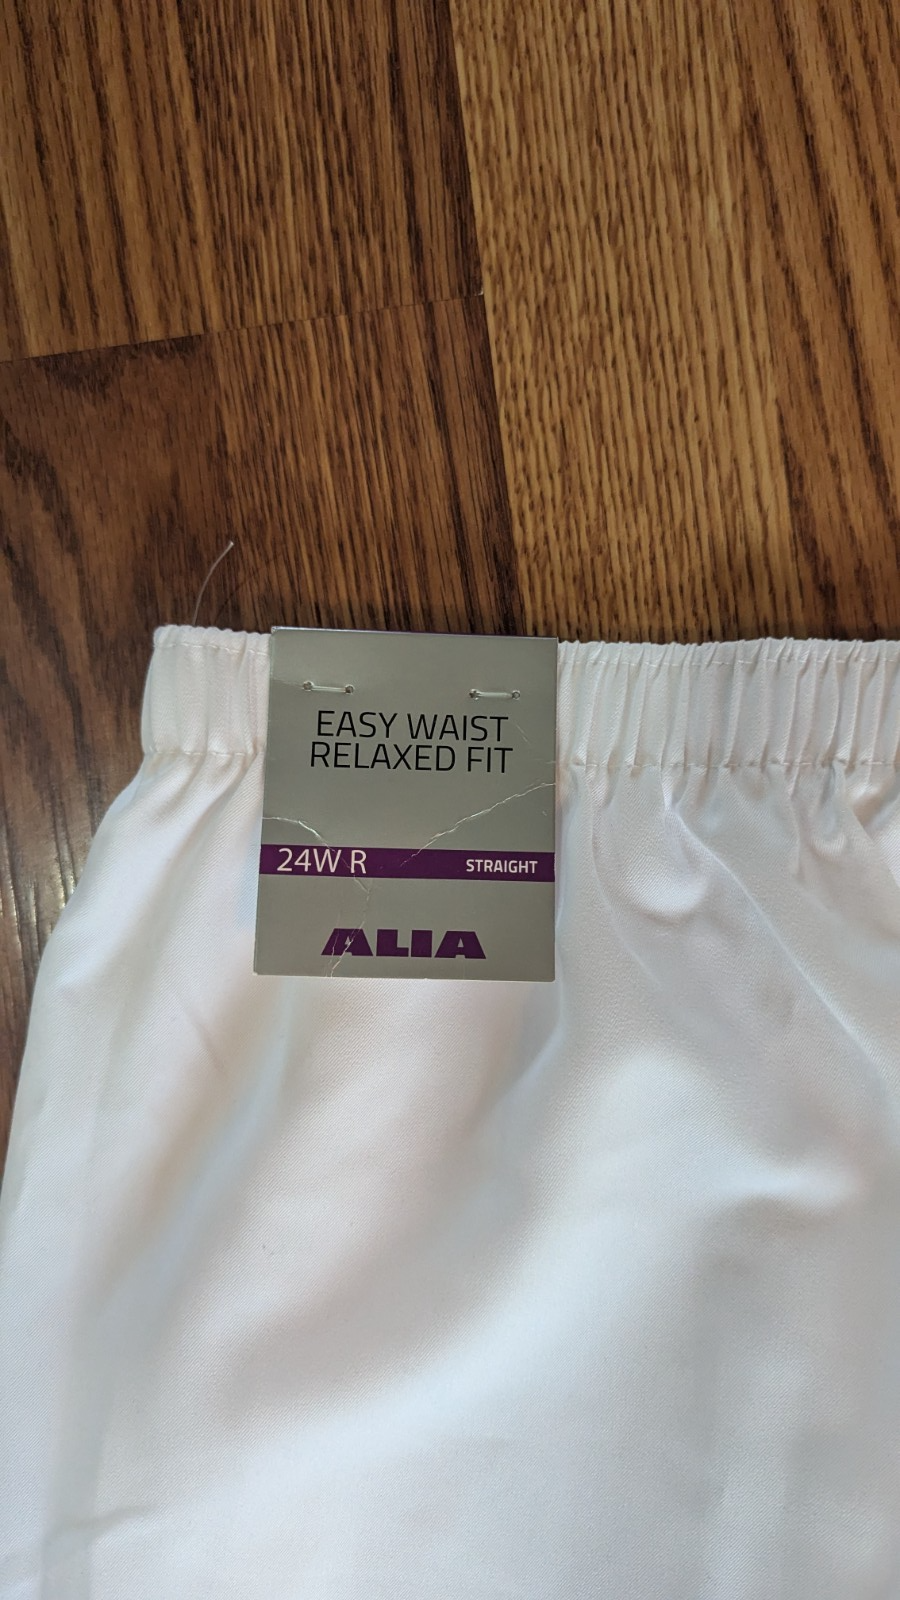 EASY WAIST
RELAXED FIT
24W R STRAIGHT
ALIA